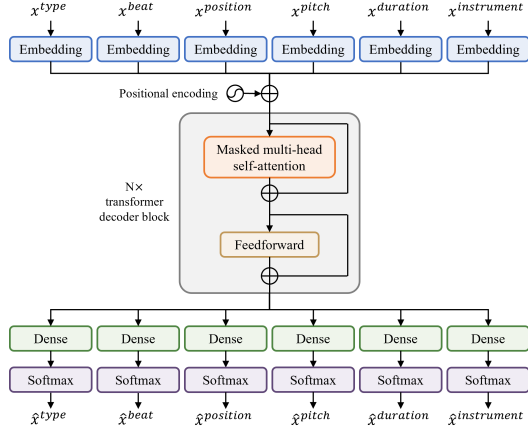 x^type x^beat x^position x^pitch x^duration x^instrument
Embedding Embedding Embedding Embedding Embedding Embedding
Positional encoding
Masked multi-head
self-attention
N×
transformer
decoder block
Feedforward
Dense Dense Dense Dense Dense Dense
Softmax Softmax Softmax Softmax Softmax Softmax
x̂^type x̂^beat x̂^position x̂^pitch x̂^duration x̂^instrument